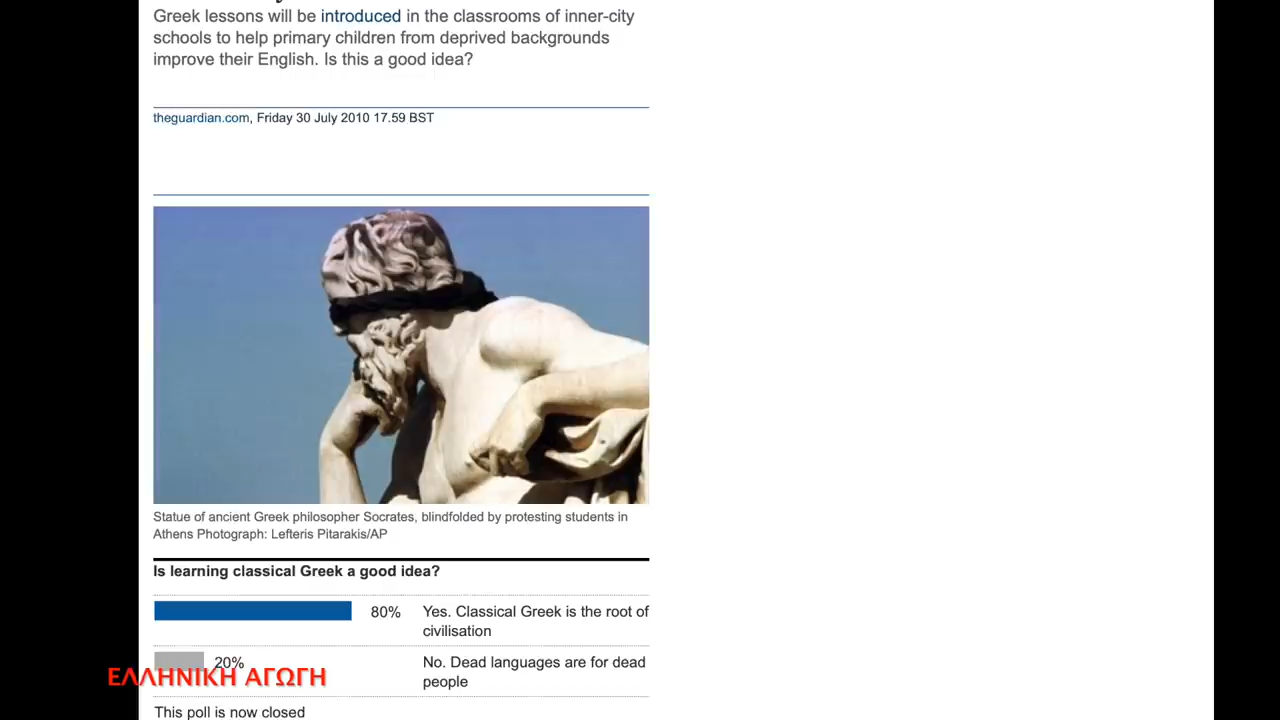 Greek lessons will be introduced in the classrooms of inner-city
schools to help primary children from deprived backgrounds
improve their English. Is this a good idea?
theguardian.com, Friday 30 July 2010 17.59 BST
Statue of ancient Greek philosopher Socrates, blindfolded by protesting students in
Athens Photograph: Lefteris Pitarakis/AP
Is learning classical Greek a good idea?
80% Yes. Classical Greek is the root of
civilisation
20% No. Dead languages are for dead
people
ΕΛΛΗΝΙΚΗ ΑΓΩΓΗ
This poll is now closed